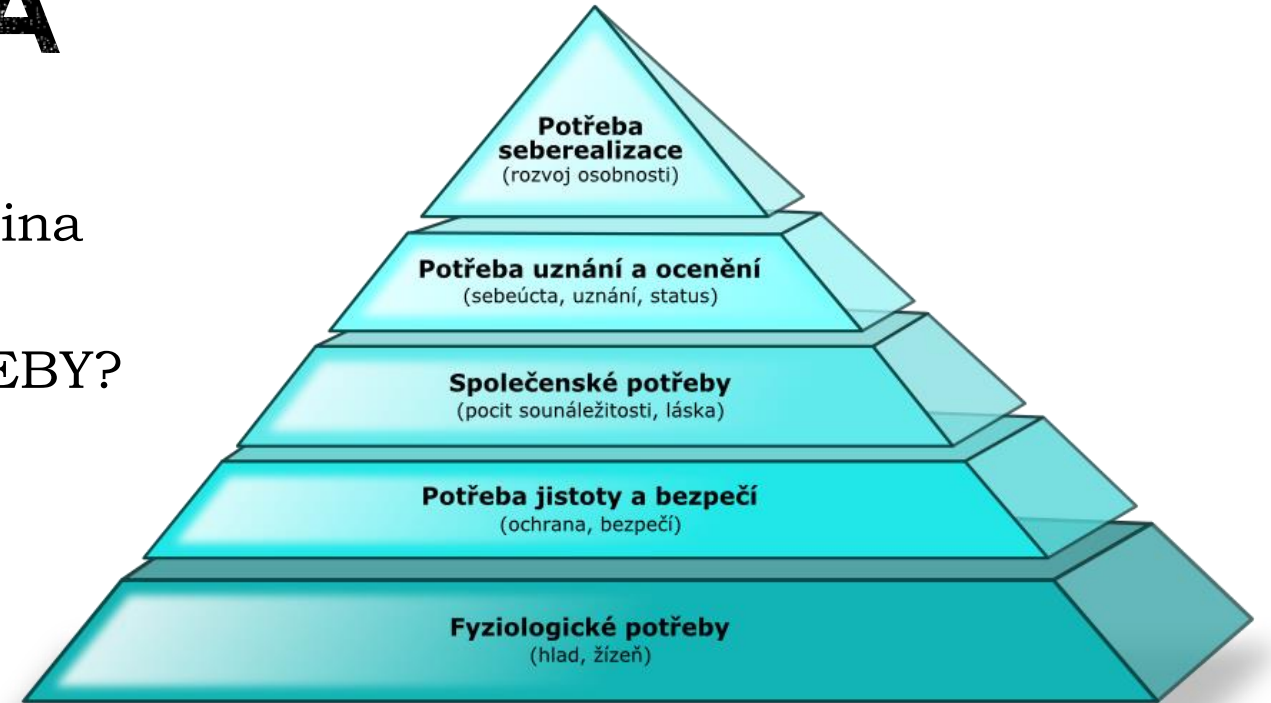 A
ina
EBY?
Potřeba
seberealizace
(rozvoj osobnosti)
Potřeba uznání a ocenění
(sebeúcta, uznání, status)
Společenské potřeby
(pocit sounáležitosti, láska)
Potřeba jistoty a bezpečí
(ochrana, bezpečí)
Fyziologické potřeby
(hlad, žízeň)